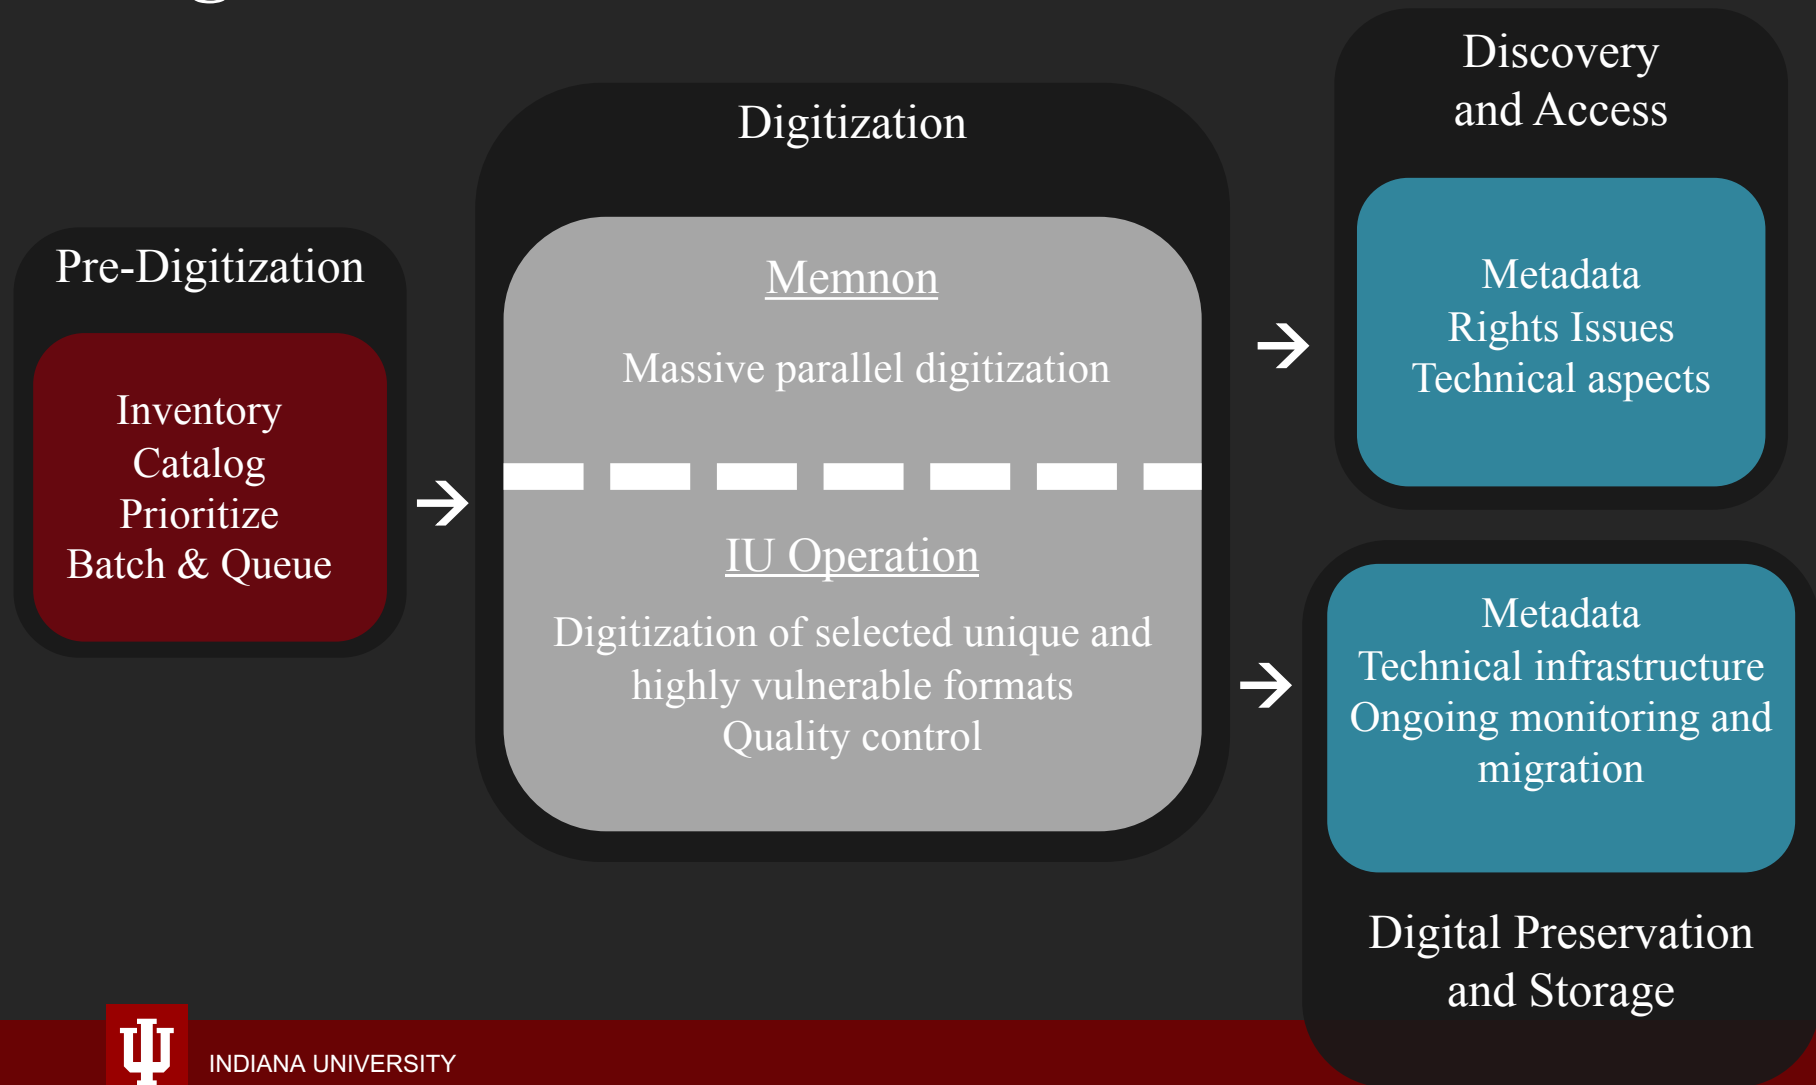 Pre-Digitization
Inventory
Catalog
Prioritize
Batch & Queue
Digitization
Memnon
Massive parallel digitization
IU Operation
Digitization of selected unique and
highly vulnerable formats
Quality control
Discovery
and Access
Metadata
Rights Issues
Technical aspects
Metadata
Technical infrastructure
Ongoing monitoring and
migration
Digital Preservation
and Storage
INDIANA UNIVERSITY